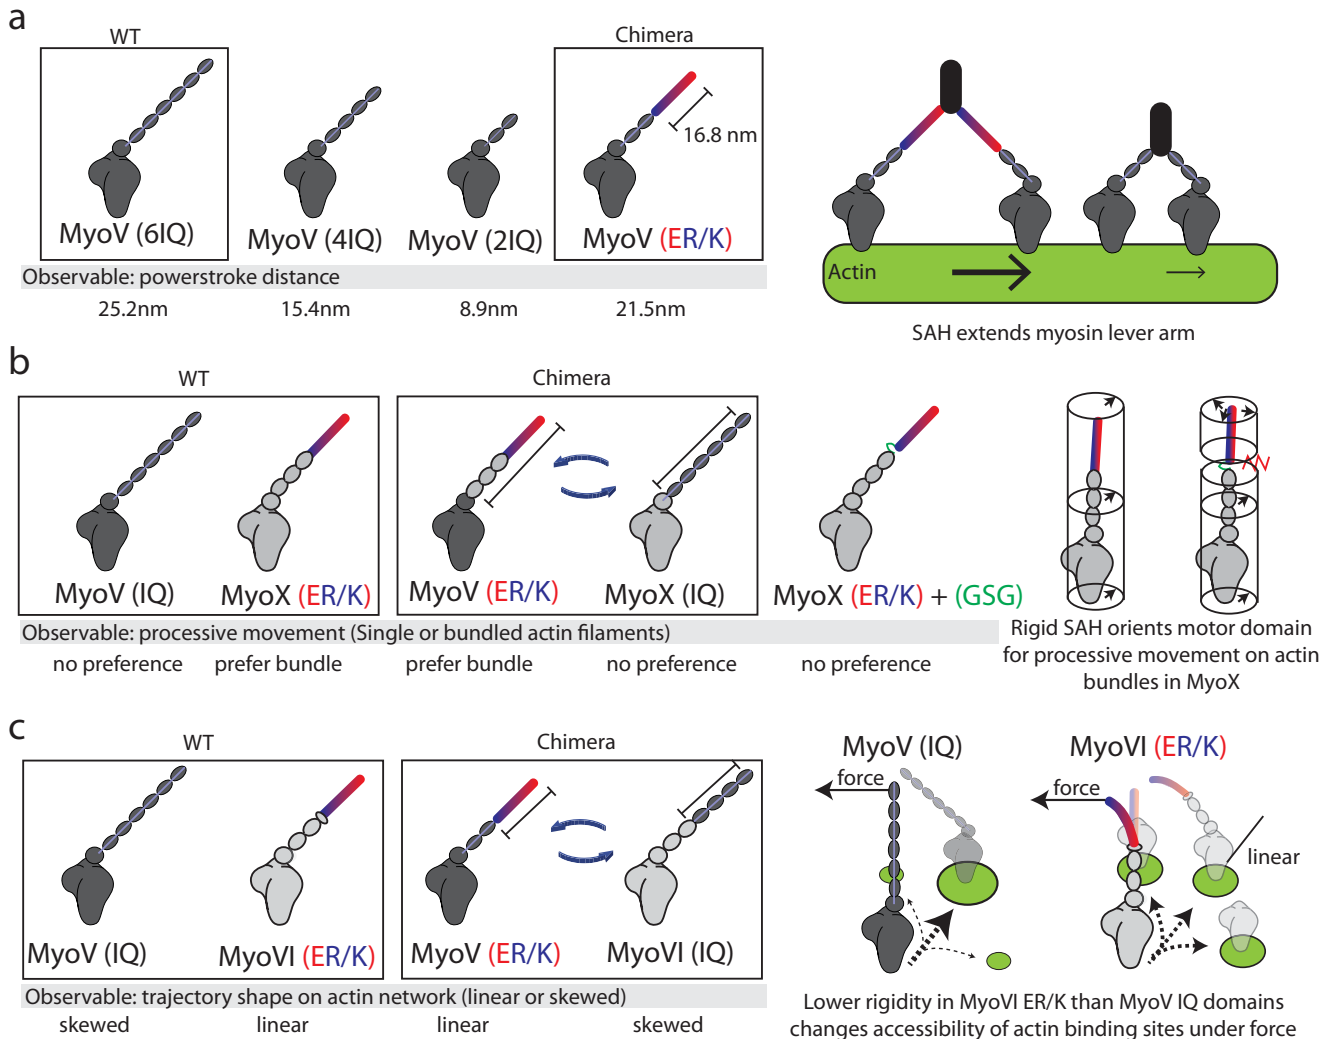 a
WT
Chimera
16.8 nm
MyoV (6IQ)
MyoV (4IQ)
MyoV (2IQ)
MyoV (ER/K)
Observable: powerstroke distance
25.2nm
15.4nm
8.9nm
21.5nm
Actin
SAH extends myosin lever arm
b
WT
Chimera
MyoV (IQ)
MyoX (ER/K)
MyoV (ER/K)
MyoX (IQ)
MyoX (ER/K) + (GSG)
Observable: processive movement (Single or bundled actin filaments)
no preference
prefer bundle
prefer bundle
no preference
no preference
Rigid SAH orients motor domain
for processive movement on actin
bundles in MyoX
c
WT
Chimera
MyoV (IQ)
MyoVI (ER/K)
MyoV (ER/K)
MyoVI (IQ)
Observable: trajectory shape on actin network (linear or skewed)
skewed
linear
linear
skewed
MyoV (IQ)
MyoVI (ER/K)
force
force
linear
Lower rigidity in MyoVI ER/K than MyoV IQ domains
changes accessibility of actin binding sites under force